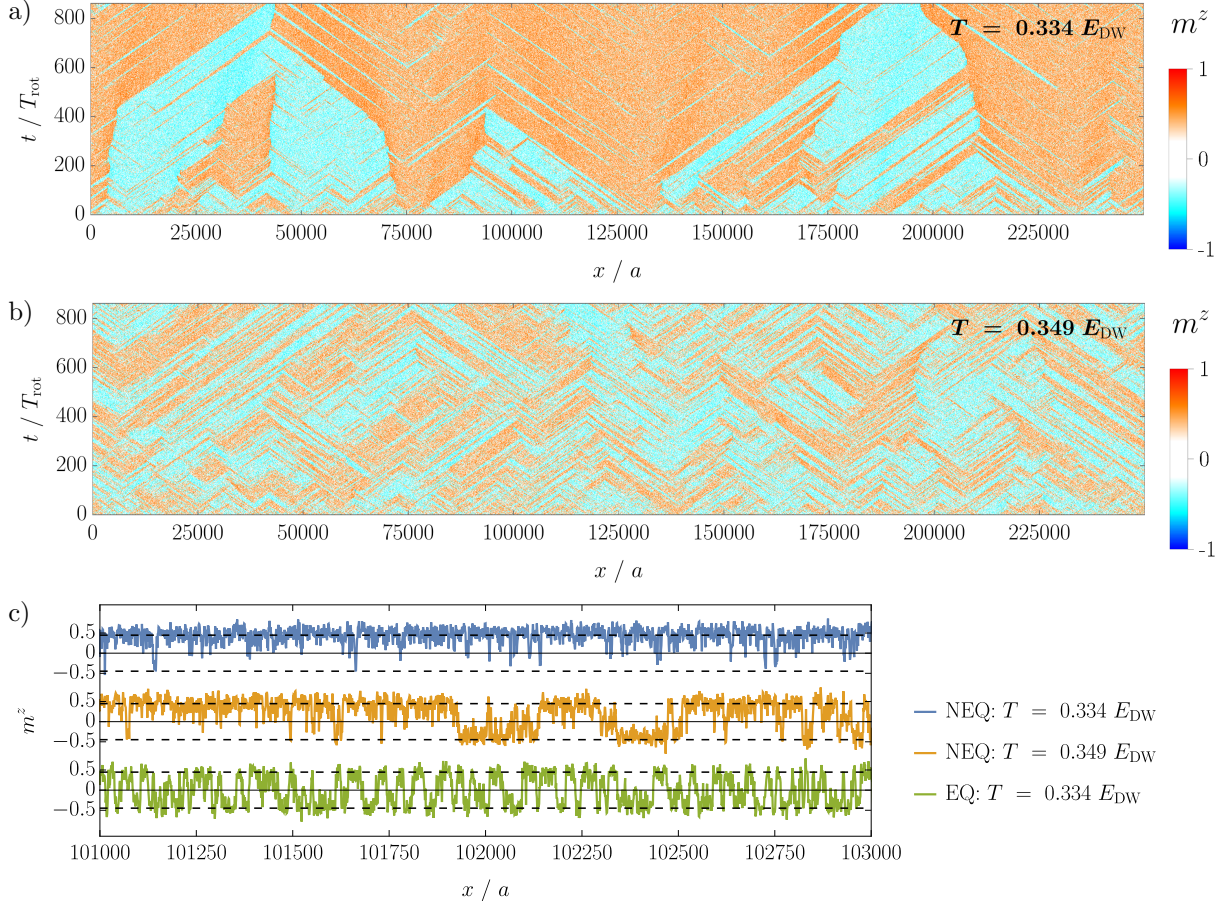 a)
T = 0.334 E_DW
m^z
1
0
-1
800
600
400
200
0
t / T_rot
0 25000 50000 75000 100000 125000 150000 175000 200000 225000
x / a
b)
T = 0.349 E_DW
m^z
1
0
-1
800
600
400
200
0
t / T_rot
0 25000 50000 75000 100000 125000 150000 175000 200000 225000
x / a
c)
0.5
0
−0.5
0.5
0
−0.5
0.5
0
−0.5
m^z
101000 101250 101500 101750 102000 102250 102500 102750 103000
x / a
NEQ: T = 0.334 E_DW
NEQ: T = 0.349 E_DW
EQ: T = 0.334 E_DW